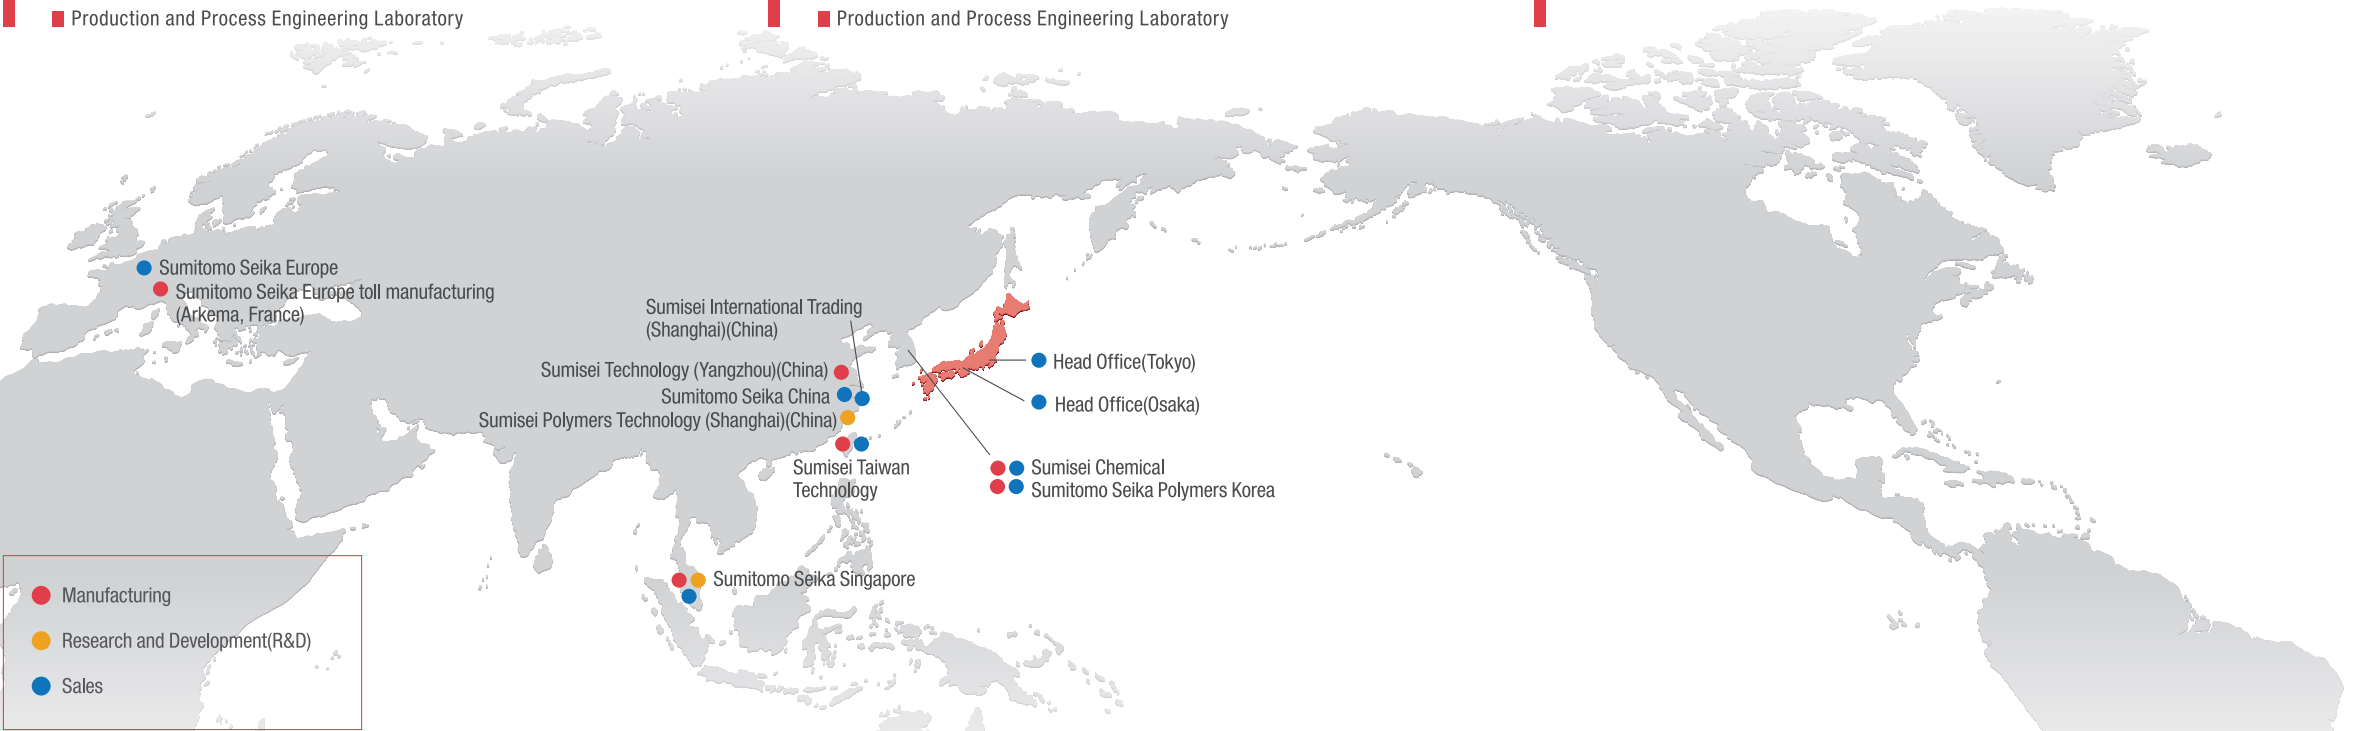 Production and Process Engineering Laboratory
Production and Process Engineering Laboratory
Sumitomo Seika Europe
Sumitomo Seika Europe toll manufacturing
(Arkema, France)
Sumisei International Trading
(Shanghai)(China)
Sumisei Technology (Yangzhou)(China)
Sumitomo Seika China
Sumisei Polymers Technology (Shanghai)(China)
Sumisei Taiwan
Technology
Head Office(Tokyo)
Head Office(Osaka)
Sumisei Chemical
Sumitomo Seika Polymers Korea
Sumitomo Seika Singapore
Manufacturing
Research and Development(R&D)
Sales